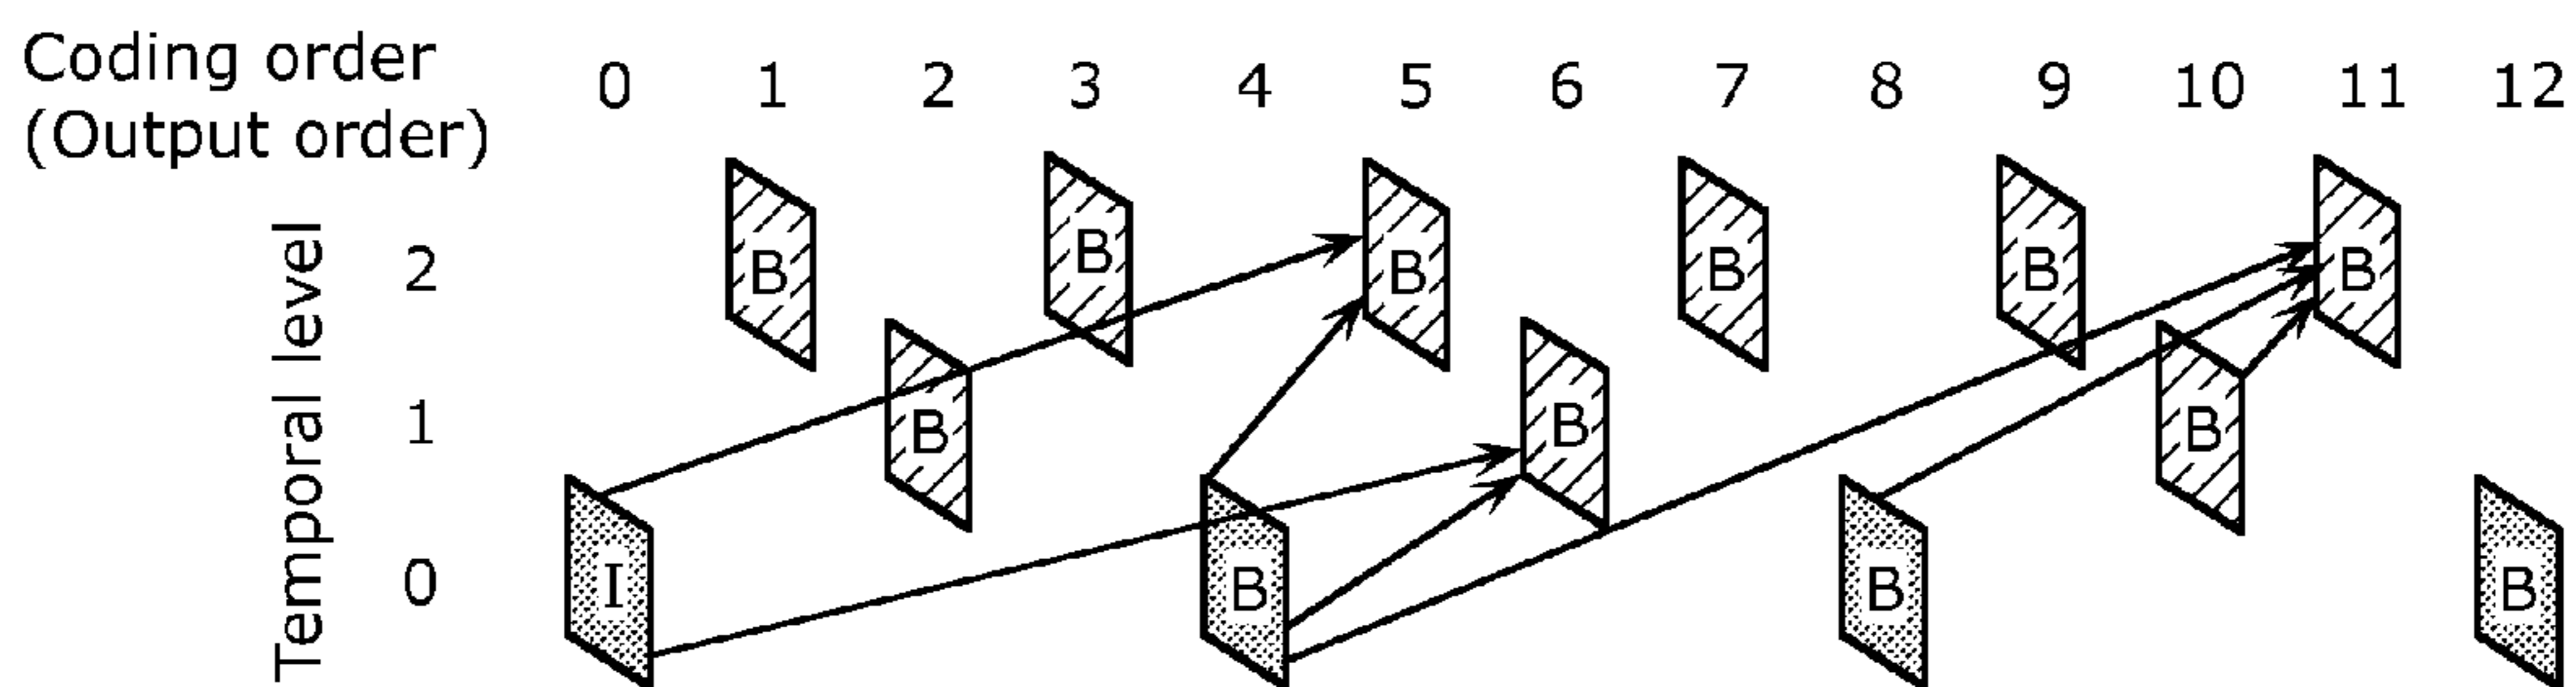 Coding order
(Output order)
0 1 2 3 4 5 6 7 8 9 10 11 12
Temporal level
2 B B B B B B
1 B B B
0 I B B B